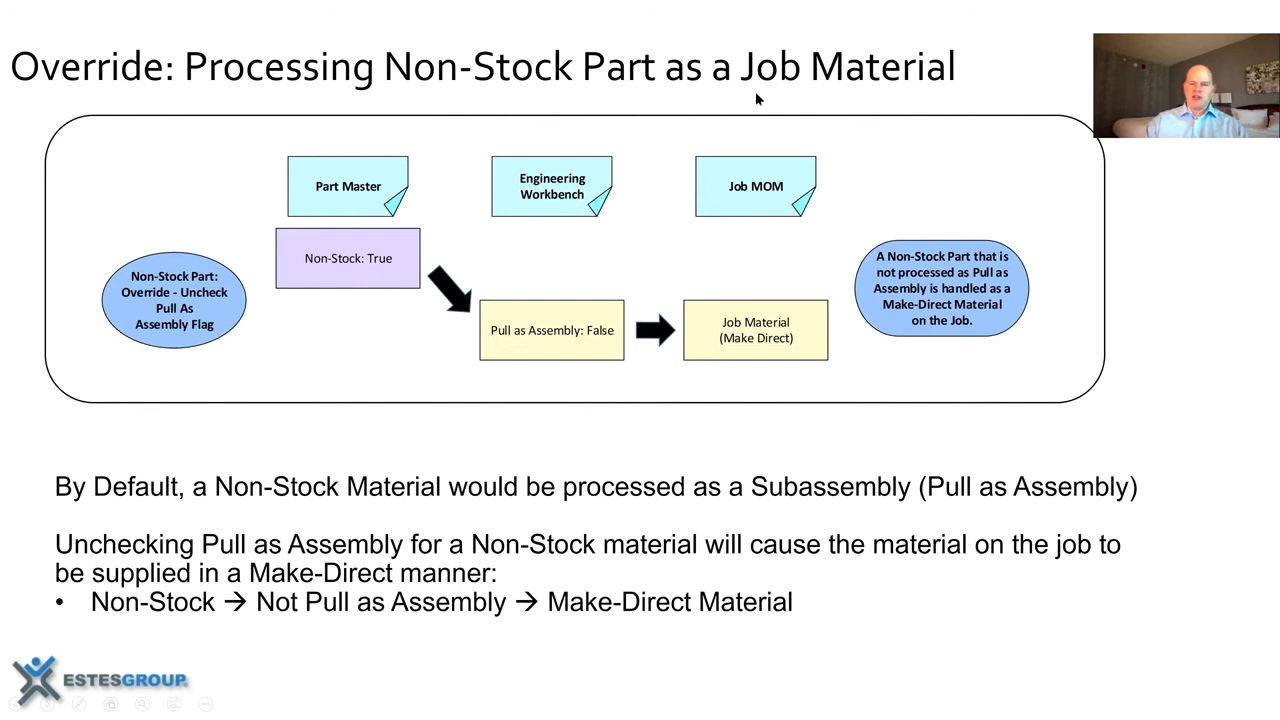 Override: Processing Non-Stock Part as a Job Material
Part Master
Engineering
Workbench
Job MOM
Non-Stock: True
Non-Stock Part:
Override - Uncheck
Pull As
Assembly Flag
Pull as Assembly: False
Job Material
(Make Direct)
A Non-Stock Part that is
not processed as Pull as
Assembly is handled as a
Make-Direct Material
on the Job.
By Default, a Non-Stock Material would be processed as a Subassembly (Pull as Assembly)
Unchecking Pull as Assembly for a Non-Stock material will cause the material on the job to
be supplied in a Make-Direct manner:
• Non-Stock → Not Pull as Assembly → Make-Direct Material
ESTESGROUP